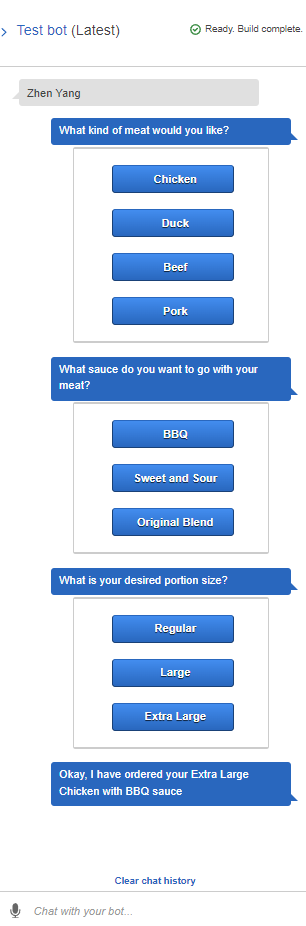 Test bot (Latest)
Ready. Build complete.
Zhen Yang
What kind of meat would you like?
Chicken
Duck
Beef
Pork
What sauce do you want to go with your
meat?
BBQ
Sweet and Sour
Original Blend
What is your desired portion size?
Regular
Large
Extra Large
Okay, I have ordered your Extra Large
Chicken with BBQ sauce
Clear chat history
Chat with your bot...